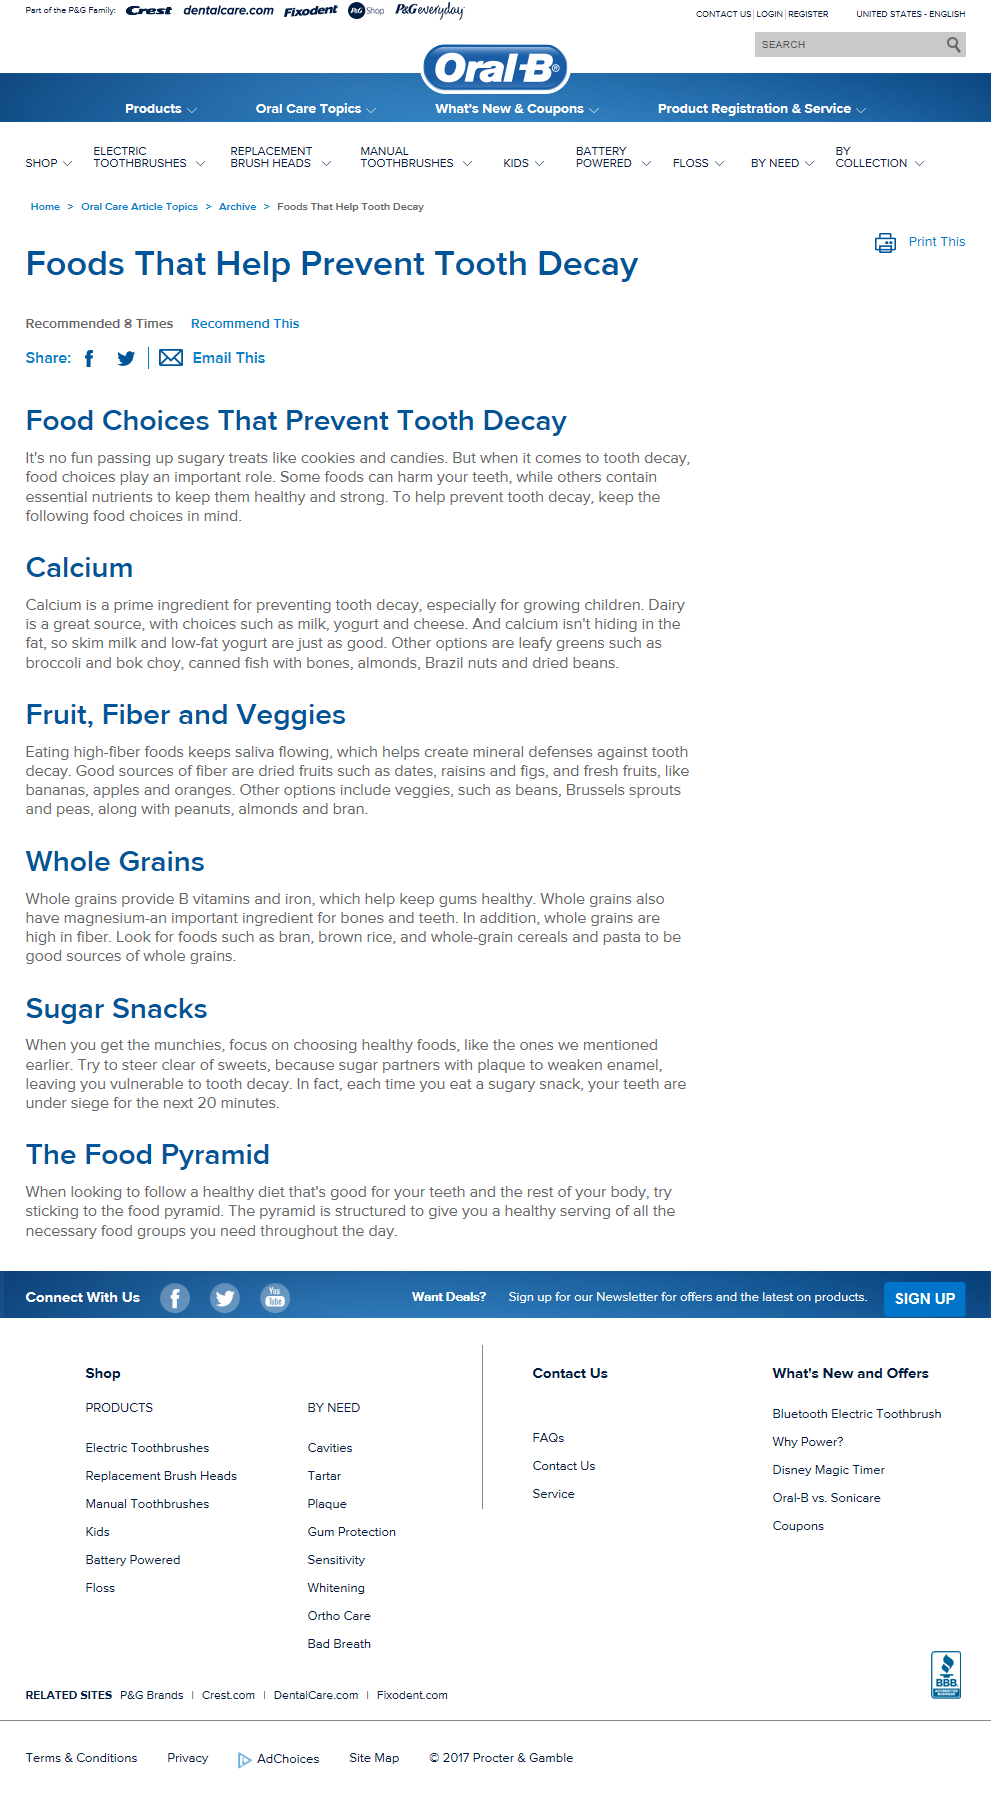 Part of the P&G Family: Crest dentalcare.com Fixodent P&G Shop P&G everyday
CONTACT US | LOGIN | REGISTER UNITED STATES - ENGLISH
SEARCH
Oral-B®
Products Oral Care Topics What's New & Coupons Product Registration & Service
SHOP
ELECTRIC
TOOTHBRUSHES
REPLACEMENT
BRUSH HEADS
MANUAL
TOOTHBRUSHES
KIDS
BATTERY
POWERED
FLOSS
BY NEED
BY
COLLECTION
Home > Oral Care Article Topics > Archive > Foods That Help Tooth Decay
Print This
Foods That Help Prevent Tooth Decay
Recommended 8 Times Recommend This
Share: Email This
Food Choices That Prevent Tooth Decay
It's no fun passing up sugary treats like cookies and candies. But when it comes to tooth decay,
food choices play an important role. Some foods can harm your teeth, while others contain
essential nutrients to keep them healthy and strong. To help prevent tooth decay, keep the
following food choices in mind.
Calcium
Calcium is a prime ingredient for preventing tooth decay, especially for growing children. Dairy
is a great source, with choices such as milk, yogurt and cheese. And calcium isn't hiding in the
fat, so skim milk and low-fat yogurt are just as good. Other options are leafy greens such as
broccoli and bok choy, canned fish with bones, almonds, Brazil nuts and dried beans.
Fruit, Fiber and Veggies
Eating high-fiber foods keeps saliva flowing, which helps create mineral defenses against tooth
decay. Good sources of fiber are dried fruits such as dates, raisins and figs, and fresh fruits, like
bananas, apples and oranges. Other options include veggies, such as beans, Brussels sprouts
and peas, along with peanuts, almonds and bran.
Whole Grains
Whole grains provide B vitamins and iron, which help keep gums healthy. Whole grains also
have magnesium-an important ingredient for bones and teeth. In addition, whole grains are
high in fiber. Look for foods such as bran, brown rice, and whole-grain cereals and pasta to be
good sources of whole grains.
Sugar Snacks
When you get the munchies, focus on choosing healthy foods, like the ones we mentioned
earlier. Try to steer clear of sweets, because sugar partners with plaque to weaken enamel,
leaving you vulnerable to tooth decay. In fact, each time you eat a sugary snack, your teeth are
under siege for the next 20 minutes.
The Food Pyramid
When looking to follow a healthy diet that's good for your teeth and the rest of your body, try
sticking to the food pyramid. The pyramid is structured to give you a healthy serving of all the
necessary food groups you need throughout the day.
Connect With Us You Tube Want Deals? Sign up for our Newsletter for offers and the latest on products. SIGN UP
Shop
PRODUCTS
Electric Toothbrushes
Replacement Brush Heads
Manual Toothbrushes
Kids
Battery Powered
Floss
BY NEED
Cavities
Tartar
Plaque
Gum Protection
Sensitivity
Whitening
Ortho Care
Bad Breath
Contact Us
FAQs
Contact Us
Service
What's New and Offers
Bluetooth Electric Toothbrush
Why Power?
Disney Magic Timer
Oral-B vs. Sonicare
Coupons
BBB
ACCREDITED
BUSINESS
RELATED SITES P&G Brands | Crest.com | DentalCare.com | Fixodent.com
Terms & Conditions Privacy AdChoices Site Map © 2017 Procter & Gamble